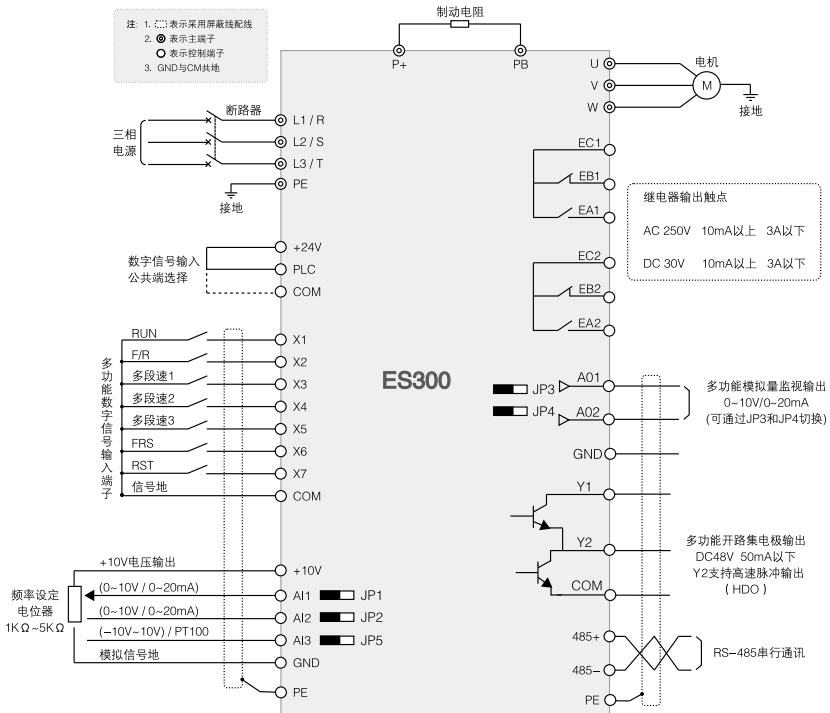 注: 1. 表示采用屏蔽线配线
2. 表示主端子
表示控制端子
3. GND与CM共地
制动电阻
P+
PB
U
V
W
电机
M
接地
断路器
三相
电源
L1 / R
L2 / S
L3 / T
PE
接地
EC1
EB1
EA1
继电器输出触点
AC 250V 10mA以上 3A以下
DC 30V 10mA以上 3A以下
EC2
EB2
EA2
数字信号输入
公共端选择
+24V
PLC
COM
多功能数字信号输入端子
RUN
X1
F/R
X2
多段速1
X3
多段速2
X4
多段速3
X5
FRS
X6
RST
X7
信号地
COM
ES300
JP3
A01
JP4
A02
多功能模拟量监视输出
0~10V/0~20mA
(可通过JP3和JP4切换)
GND
Y1
Y2
COM
多功能开路集电极输出
DC48V 50mA以下
Y2支持高速脉冲输出
( HDO )
+10V电压输出
+10V
频率设定
电位器
1KΩ~5KΩ
(0~10V / 0~20mA)
AI1
JP1
(0~10V / 0~20mA)
AI2
JP2
(−10V~10V) / PT100
AI3
JP5
模拟信号地
GND
PE
485+
485−
RS−485串行通讯
PE